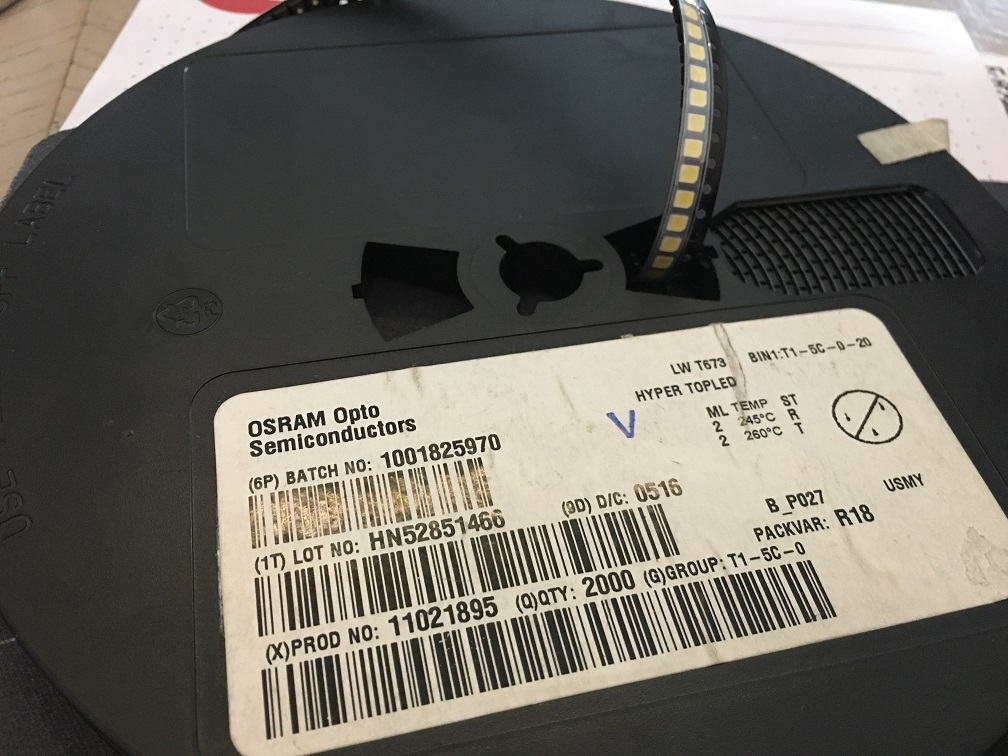 LABEL
OSRAM Opto
Semiconductors
LW T673 BIN1:T1-5C-0-20
HYPER TOPLED
V
ML TEMP ST
2 245°C R
2 260°C T
(6P) BATCH NO: 1001825970
(1T) LOT NO: HN52851466 (9D) D/C: 0516
B_P027 USMY
PACKVAR: R18
(X)PROD NO: 11021895 (Q)QTY: 2000 (G)GROUP: T1-5C-0